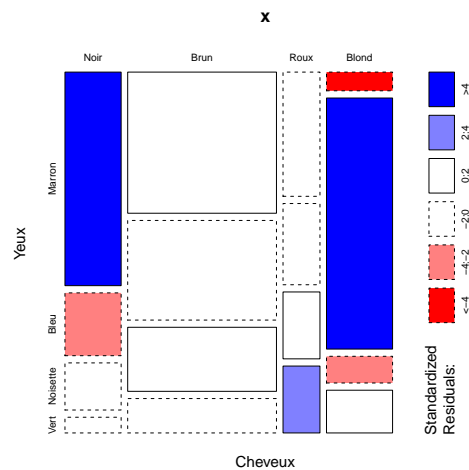 x
Noir Brun Roux Blond
Marron
Bleu
Noisette
Vert
Yeux
Cheveux
Standardized
Residuals:
<−4
−4:−2
−2:0
0:2
2:4
>4